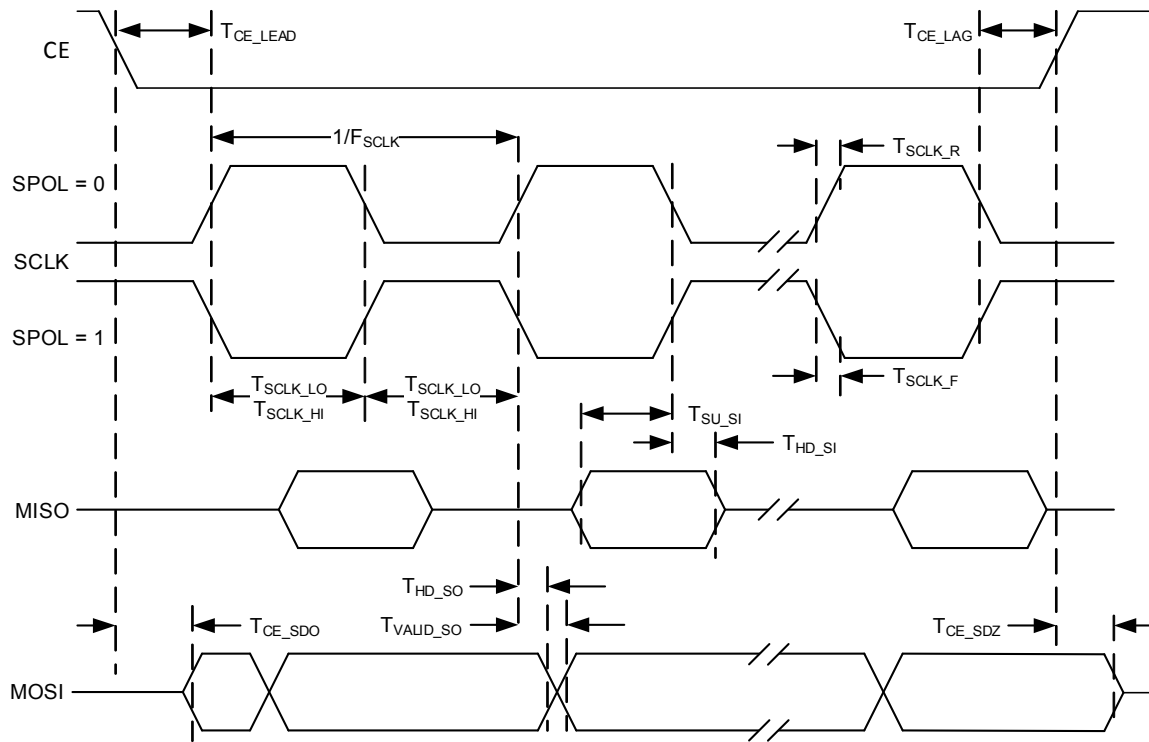 T_CE_LEAD
T_CE_LAG
CE
1/F_SCLK
T_SCLK_R
SPOL = 0
SCLK
SPOL = 1
T_SCLK_F
T_SCLK_LO
T_SCLK_HI
T_SCLK_LO
T_SCLK_HI
T_SU_SI
T_HD_SI
MISO
T_HD_SO
T_CE_SDO
T_VALID_SO
T_CE_SDZ
MOSI